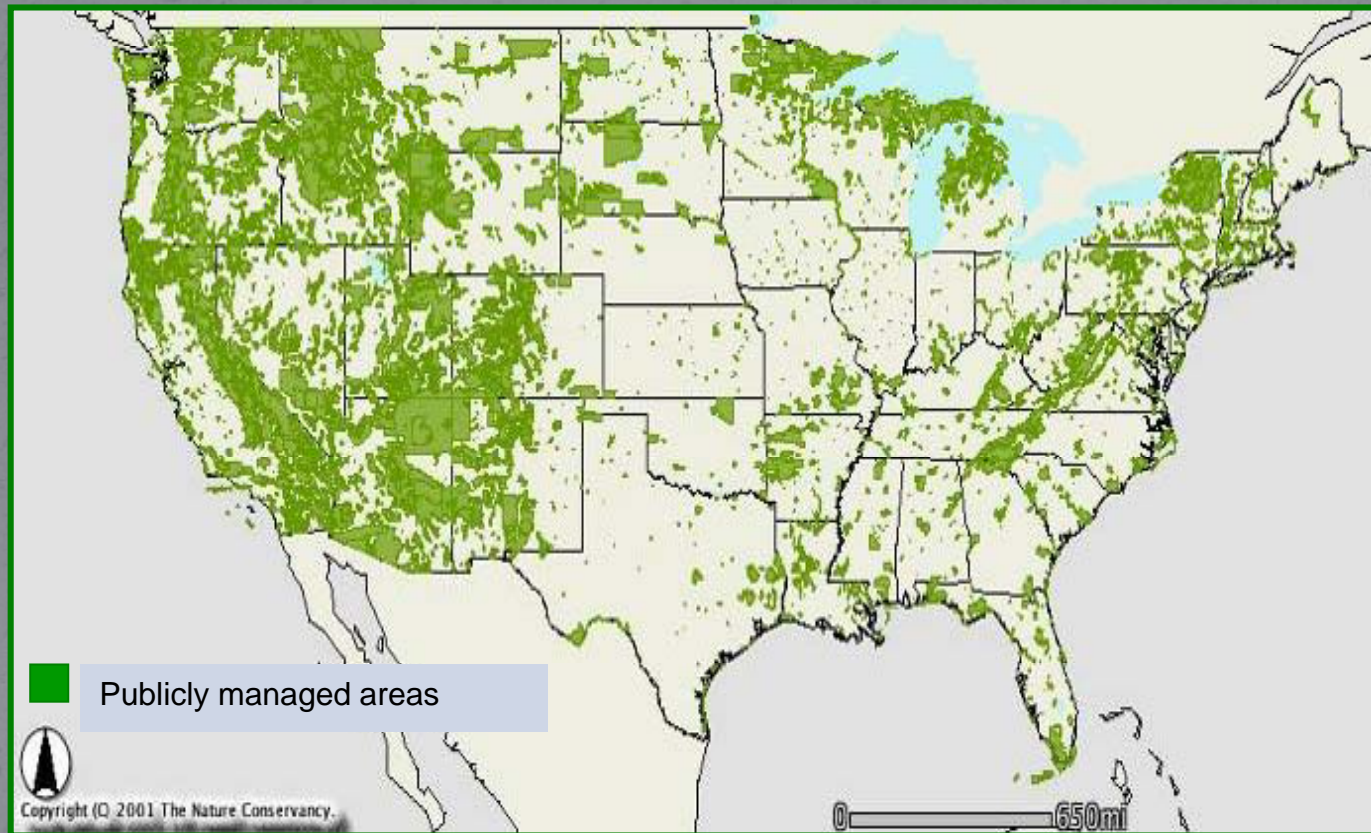 Publicly managed areas
Copyright (C) 2001 The Nature Conservancy.
0 650mi